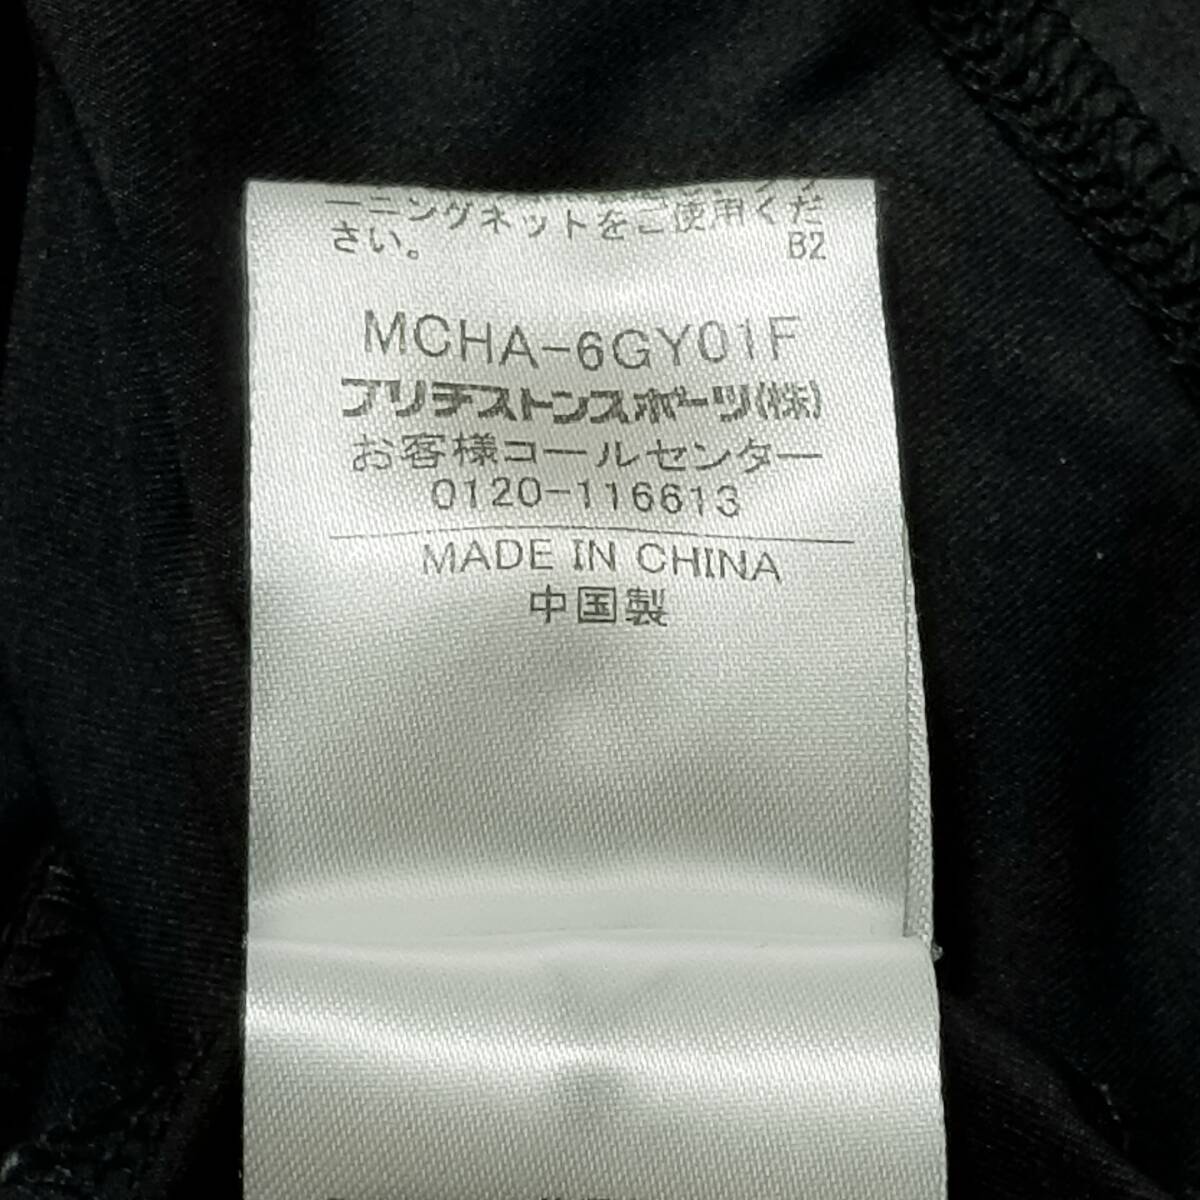 ーニングネットをご使用くだ
さい。 B2
MCHA-6GY01F
ブリヂストンスポーツ(株)
お客様コールセンター
0120-116613
MADE IN CHINA
中国製